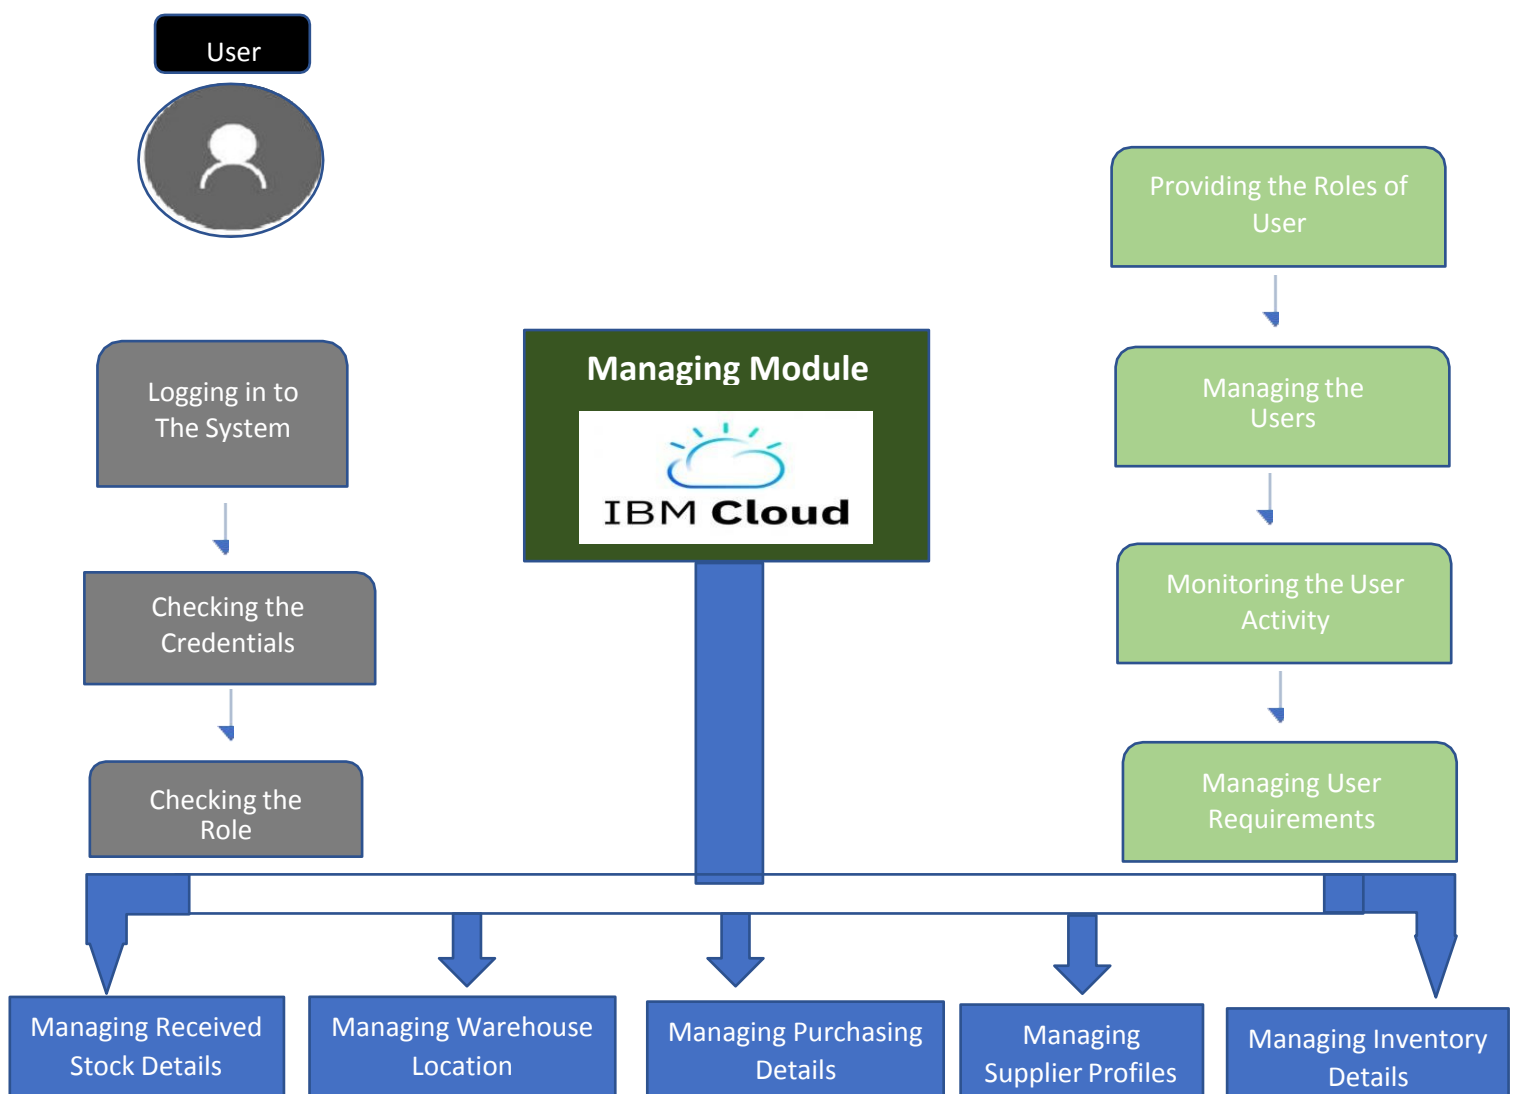 User
Providing the Roles of
User
Logging in to
The System
Managing Module
IBM Cloud
Managing the
Users
Checking the
Credentials
Monitoring the User
Activity
Checking the
Role
Managing User
Requirements
Managing Received
Stock Details
Managing Warehouse
Location
Managing Purchasing
Details
Managing
Supplier Profiles
Managing Inventory
Details